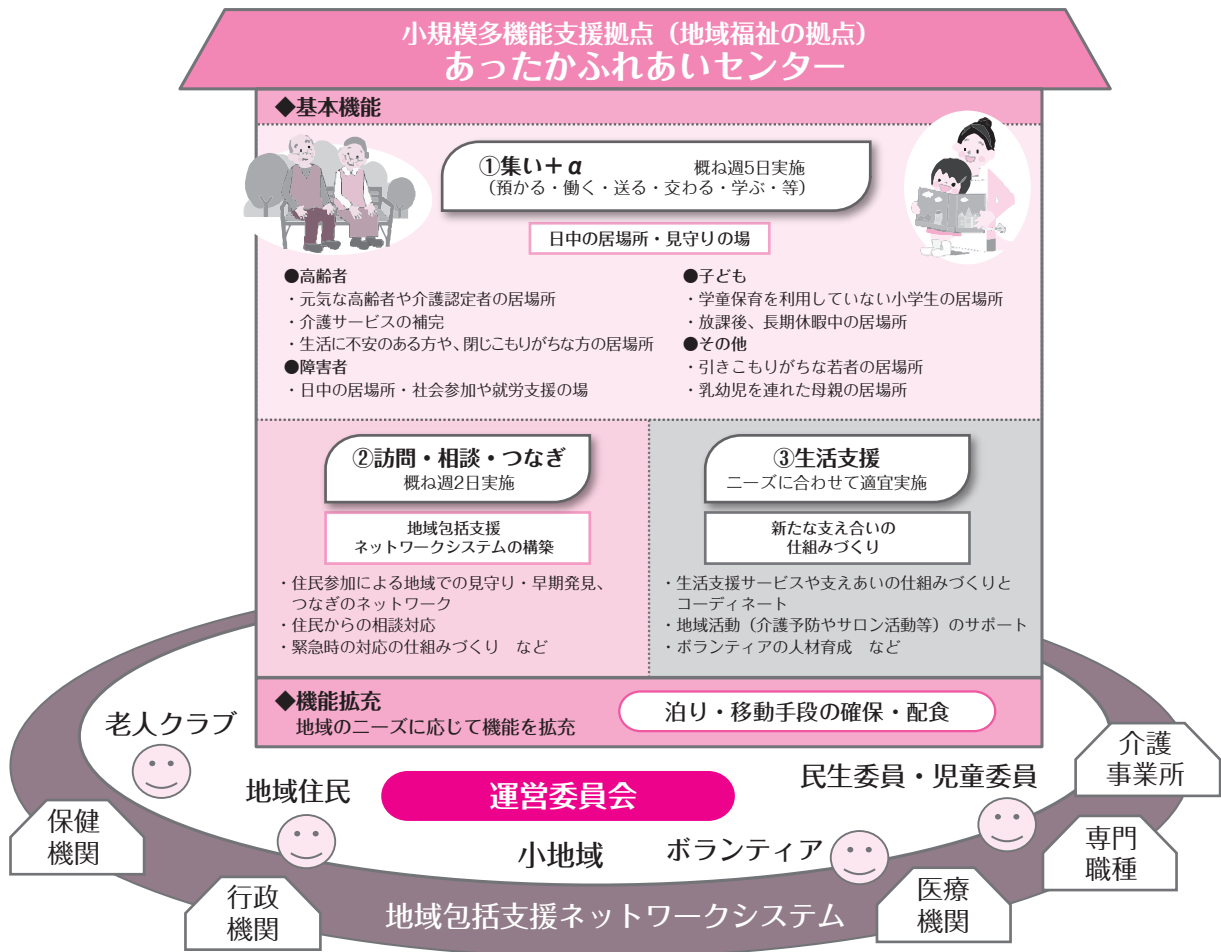 小規模多機能支援拠点（地域福祉の拠点）
あったかふれあいセンター
◆基本機能
①集い＋α 概ね週5日実施
（預かる・働く・送る・交わる・学ぶ・等）
日中の居場所・見守りの場
●高齢者
・元気な高齢者や介護認定者の居場所
・介護サービスの補完
・生活に不安のある方や、閉じこもりがちな方の居場所
●障害者
・日中の居場所・社会参加や就労支援の場
●子ども
・学童保育を利用していない小学生の居場所
・放課後、長期休暇中の居場所
●その他
・引きこもりがちな若者の居場所
・乳幼児を連れた母親の居場所
②訪問・相談・つなぎ
概ね週2日実施
地域包括支援
ネットワークシステムの構築
・住民参加による地域での見守り・早期発見、
つなぎのネットワーク
・住民からの相談対応
・緊急時の対応の仕組みづくり　など
③生活支援
ニーズに合わせて適宜実施
新たな支え合いの
仕組みづくり
・生活支援サービスや支えあいの仕組みづくりと
コーディネート
・地域活動（介護予防やサロン活動等）のサポート
・ボランティアの人材育成　など
◆機能拡充
地域のニーズに応じて機能を拡充
泊り・移動手段の確保・配食
老人クラブ
地域住民
運営委員会
小地域
ボランティア
民生委員・児童委員
介護
事業所
保健
機関
専門
職種
行政
機関
医療
機関
地域包括支援ネットワークシステム